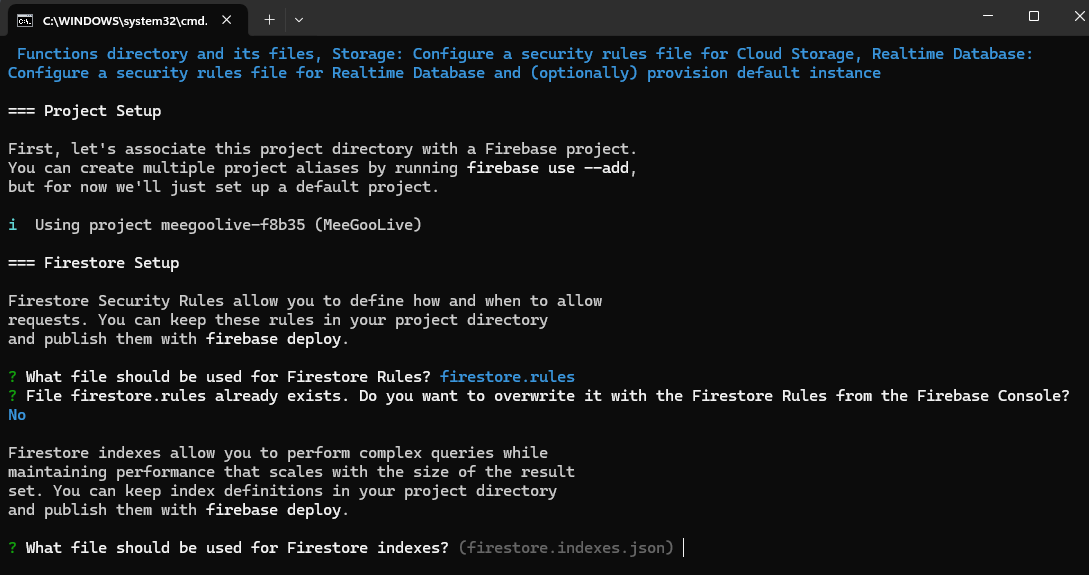 C:\WINDOWS\system32\cmd.
Functions directory and its files, Storage: Configure a security rules file for Cloud Storage, Realtime Database:
Configure a security rules file for Realtime Database and (optionally) provision default instance
=== Project Setup
First, let's associate this project directory with a Firebase project.
You can create multiple project aliases by running firebase use --add,
but for now we'll just set up a default project.
i  Using project meegoolive-f8b35 (MeeGooLive)
=== Firestore Setup
Firestore Security Rules allow you to define how and when to allow
requests. You can keep these rules in your project directory
and publish them with firebase deploy.
? What file should be used for Firestore Rules? firestore.rules
? File firestore.rules already exists. Do you want to overwrite it with the Firestore Rules from the Firebase Console?
No
Firestore indexes allow you to perform complex queries while
maintaining performance that scales with the size of the result
set. You can keep index definitions in your project directory
and publish them with firebase deploy.
? What file should be used for Firestore indexes? (firestore.indexes.json)